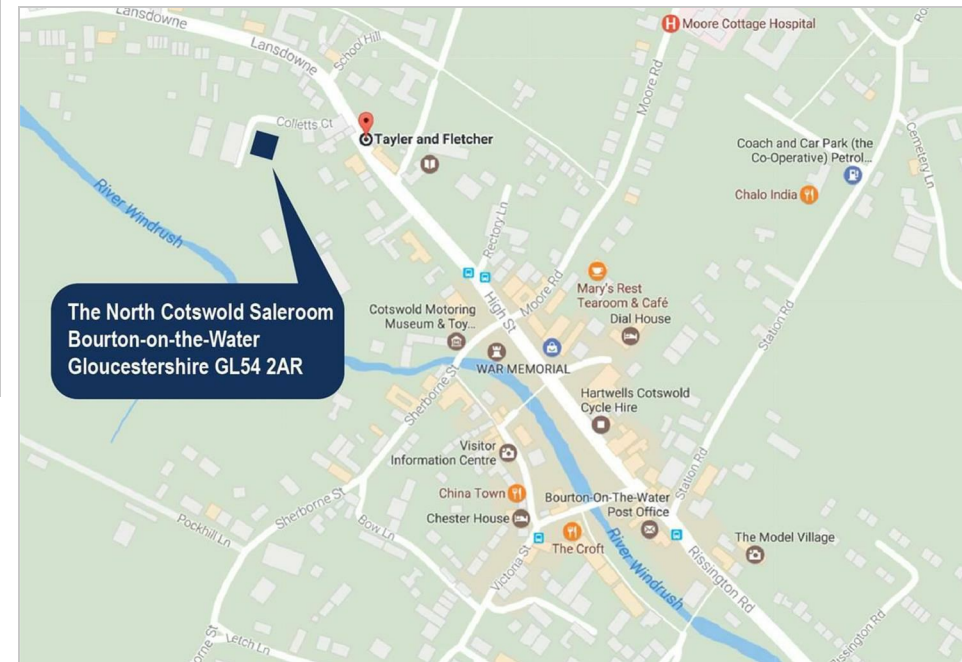 Lansdowne
Moore Cottage Hospital
Lansdowne
School Hill
Colletts Ct
Tayler and Fletcher
Moore Rd
Coach and Car Park (the
Co-Operative) Petrol...
Chalo India
Cemetery Ln
River Windrush
Rectory Ln
The North Cotswold Saleroom
Bourton-on-the-Water
Gloucestershire GL54 2AR
High St
Moore Rd
Mary's Rest
Tearoom & Café
Dial House
Station Rd
Cotswold Motoring
Museum & Toy...
WAR MEMORIAL
Sherborne St
Hartwells Cotswold
Cycle Hire
Visitor
Information Centre
Station Rd
China Town
Chester House
Bourton-On-The-Water
Post Office
The Croft
Sherborne St
Pockhill Ln
Bow Ln
Victoria St
River Windrush
The Model Village
Rissington Rd
Letch Ln